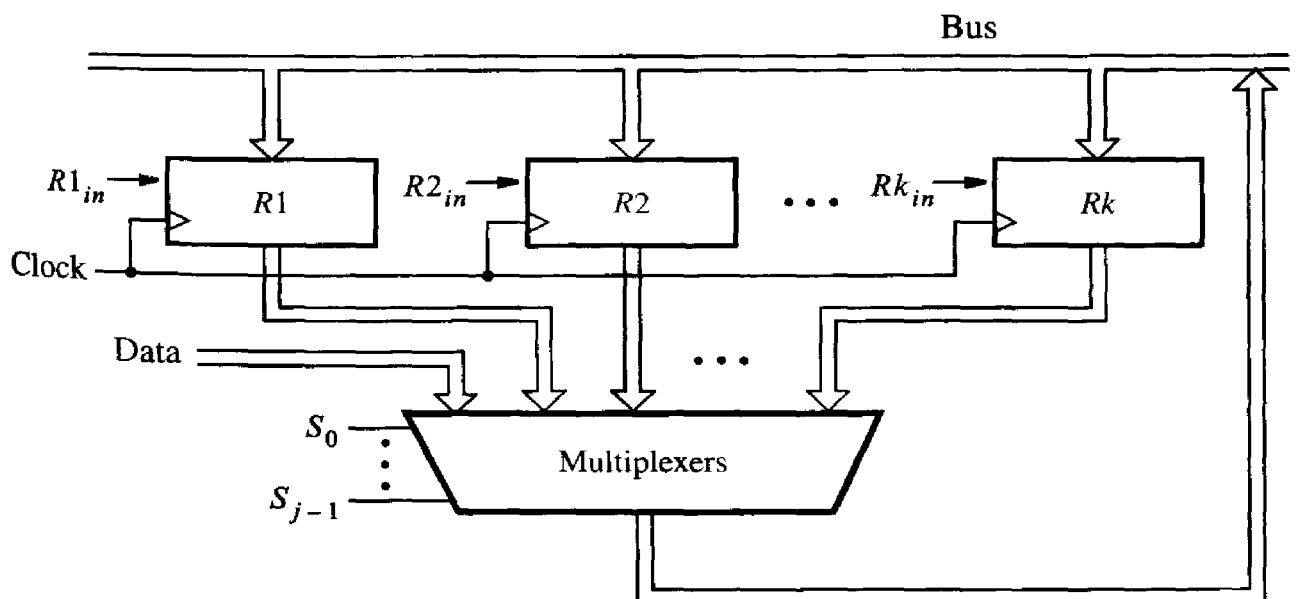 Bus
R1in
R1
R2in
R2
Rkin
Rk
Clock
Data
S0
Multiplexers
Sj−1